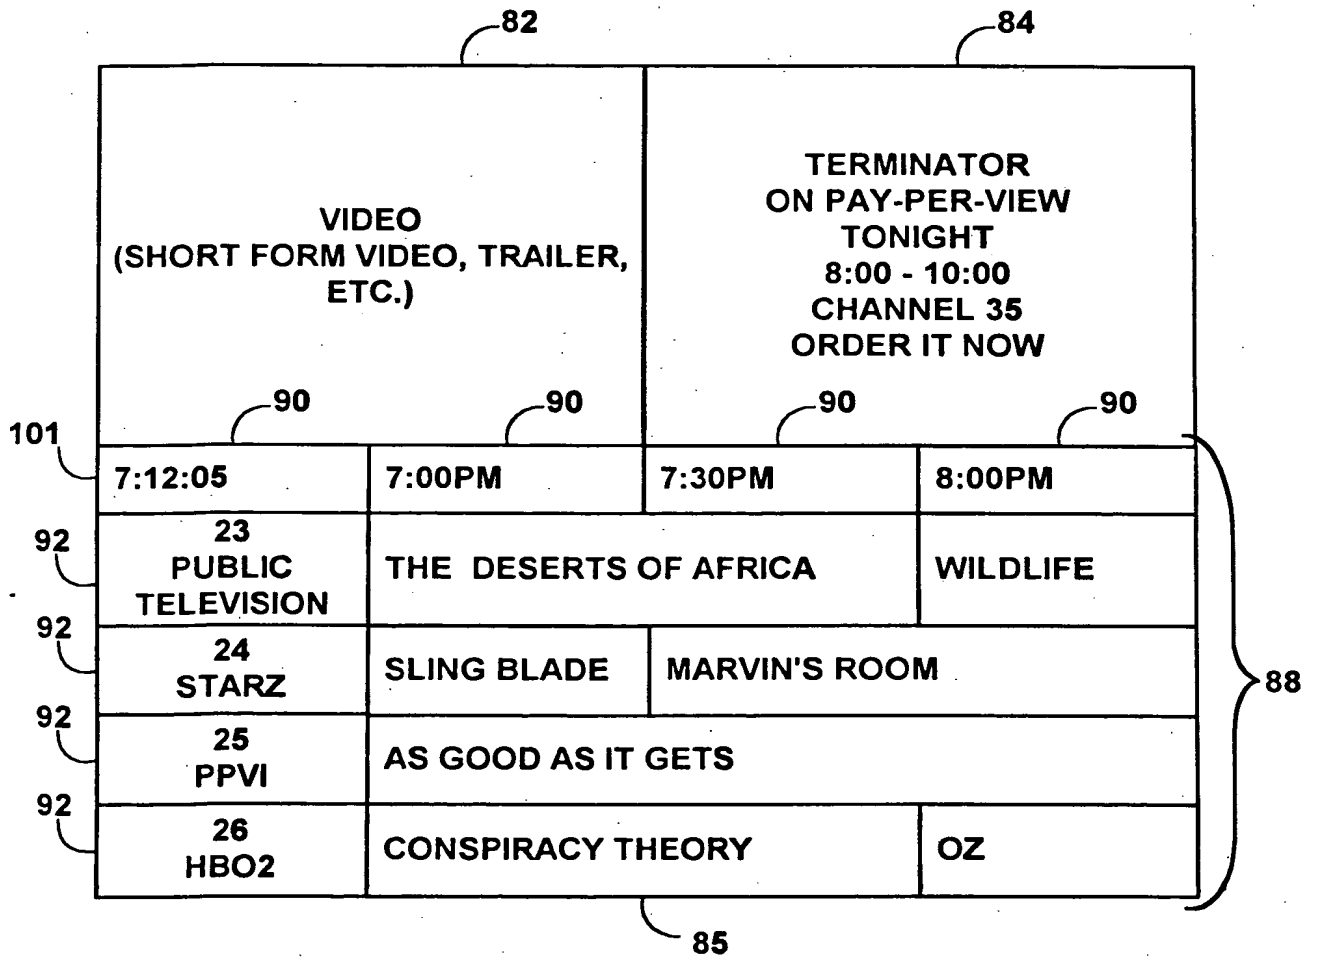 82
84
VIDEO
(SHORT FORM VIDEO, TRAILER,
ETC.)
TERMINATOR
ON PAY-PER-VIEW
TONIGHT
8:00 - 10:00
CHANNEL 35
ORDER IT NOW
90
90
90
90
101
7:12:05
7:00PM
7:30PM
8:00PM
92
23
PUBLIC
TELEVISION
THE DESERTS OF AFRICA
WILDLIFE
92
24
STARZ
SLING BLADE
MARVIN'S ROOM
88
92
25
PPVI
AS GOOD AS IT GETS
92
26
HBO2
CONSPIRACY THEORY
OZ
85